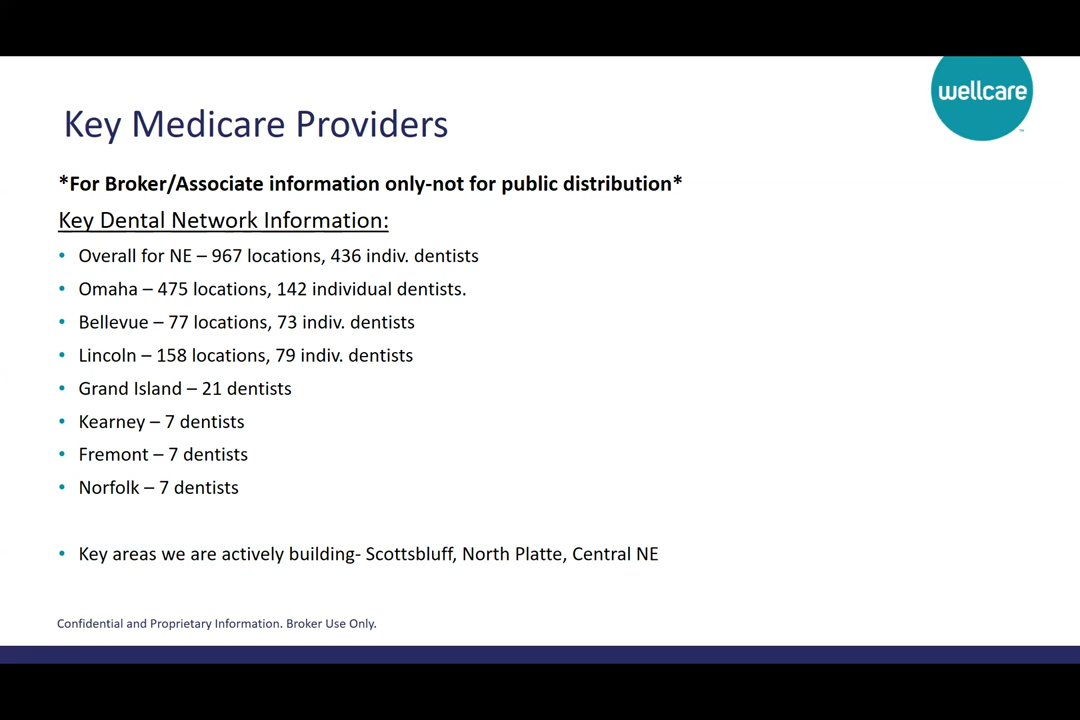 wellcare
Key Medicare Providers
*For Broker/Associate information only-not for public distribution*
Key Dental Network Information:
• Overall for NE – 967 locations, 436 indiv. dentists
• Omaha – 475 locations, 142 individual dentists.
• Bellevue – 77 locations, 73 indiv. dentists
• Lincoln – 158 locations, 79 indiv. dentists
• Grand Island – 21 dentists
• Kearney – 7 dentists
• Fremont – 7 dentists
• Norfolk – 7 dentists
• Key areas we are actively building- Scottsbluff, North Platte, Central NE
Confidential and Proprietary Information. Broker Use Only.